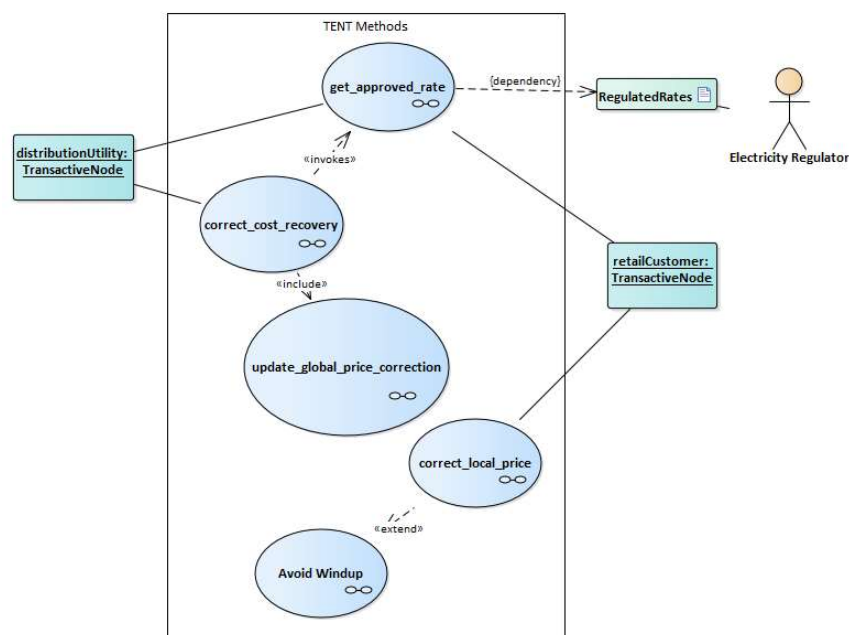 TENT Methods
get_approved_rate
{dependency}
RegulatedRates
Electricity Regulator
distributionUtility:
TransactiveNode
«invokes»
correct_cost_recovery
retailCustomer:
TransactiveNode
«include»
update_global_price_correction
correct_local_price
«extend»
Avoid Windup